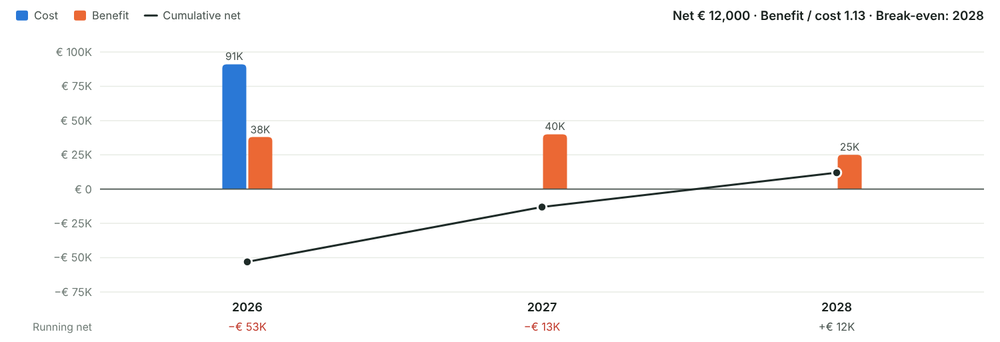 Cost Benefit Cumulative net
Net € 12,000 · Benefit / cost 1.13 · Break-even: 2028
€ 100K
91K
€ 75K
€ 50K
38K
40K
€ 25K
25K
€ 0
−€ 25K
−€ 50K
−€ 75K
2026 2027 2028
Running net −€ 53K −€ 13K +€ 12K